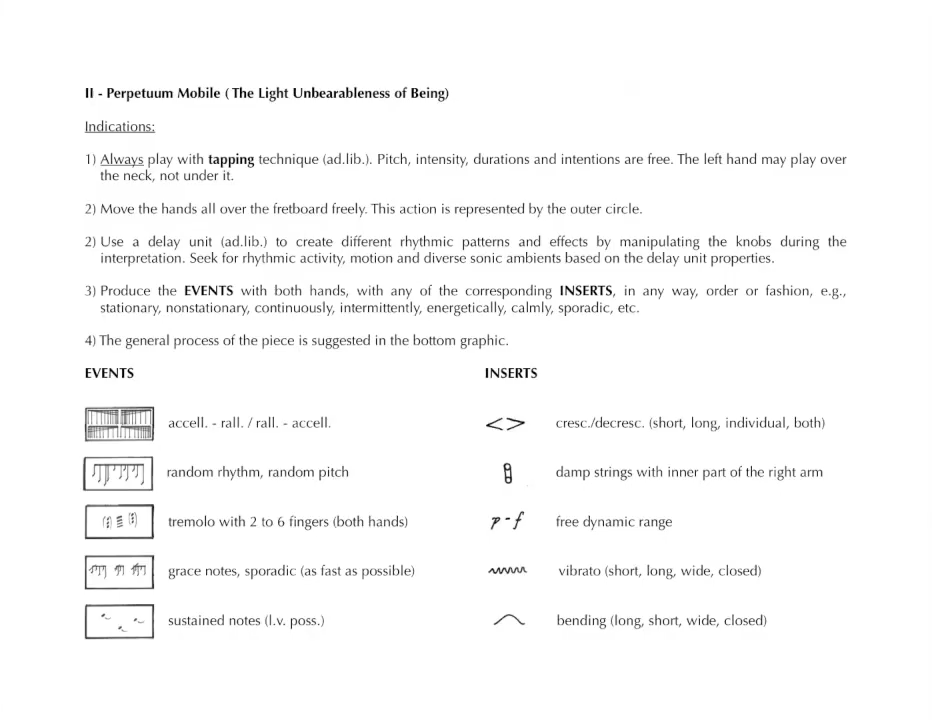 II - Perpetuum Mobile ( The Light Unbearableness of Being)
Indications:
1) Always play with tapping technique (ad.lib.). Pitch, intensity, durations and intentions are free. The left hand may play over
the neck, not under it.
2) Move the hands all over the fretboard freely. This action is represented by the outer circle.
2) Use a delay unit (ad.lib.) to create different rhythmic patterns and effects by manipulating the knobs during the
interpretation. Seek for rhythmic activity, motion and diverse sonic ambients based on the delay unit properties.
3) Produce the EVENTS with both hands, with any of the corresponding INSERTS, in any way, order or fashion, e.g.,
stationary, nonstationary, continuously, intermittently, energetically, calmly, sporadic, etc.
4) The general process of the piece is suggested in the bottom graphic.
EVENTS INSERTS
accell. - rall. / rall. - accell. <> cresc./decresc. (short, long, individual, both)
random rhythm, random pitch damp strings with inner part of the right arm
tremolo with 2 to 6 fingers (both hands) p - f free dynamic range
grace notes, sporadic (as fast as possible) vibrato (short, long, wide, closed)
sustained notes (l.v. poss.) bending (long, short, wide, closed)